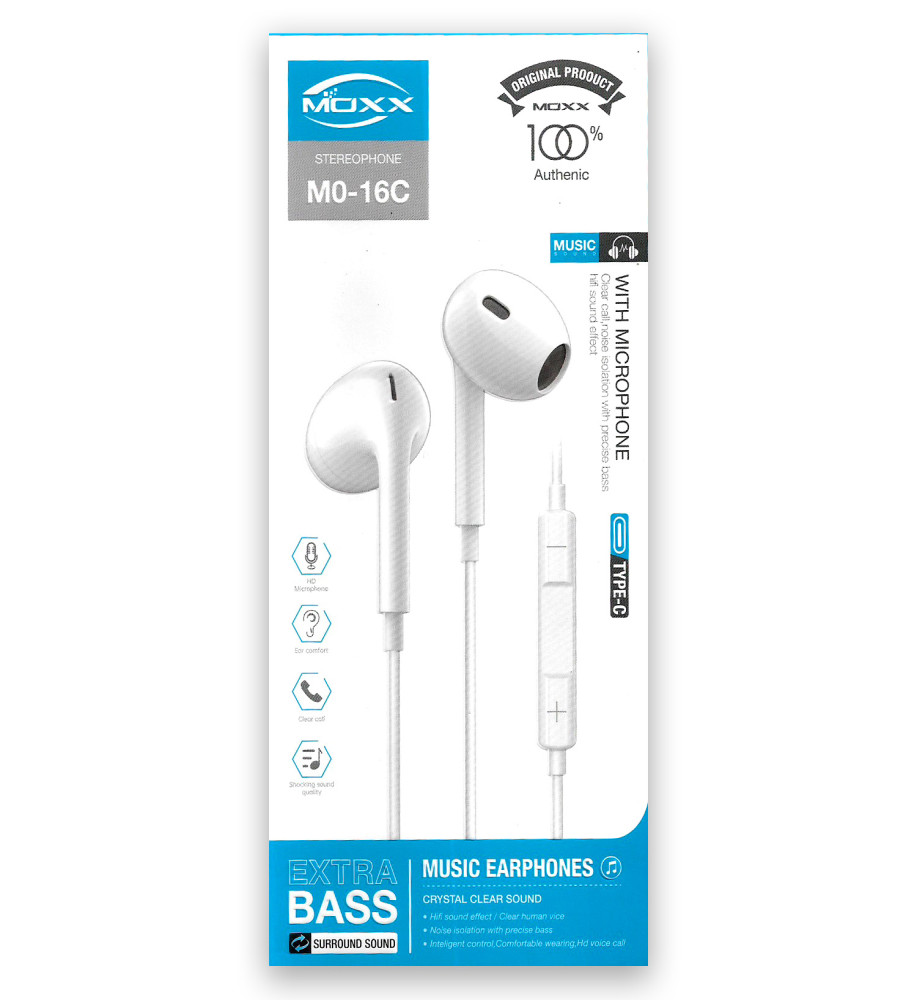 MOXX
STEREOPHONE
M0-16C
ORIGINAL PRODUCT
MOXX
100%
Authenic
MUSIC
SOUND
WITH MICROPHONE
Clear call,noise isolation with precise bass
hifi sound effect
TYPE-C
HD
Microphone
Ear comfort
Clear call
Shocking sound
quality
EXTRA
BASS
SURROUND SOUND
MUSIC EARPHONES
CRYSTAL CLEAR SOUND
• Hifi sound effect / Clear human vice
• Noise isolation with precise bass
• Inteligent control,Comfortable wearing,Hd voice call